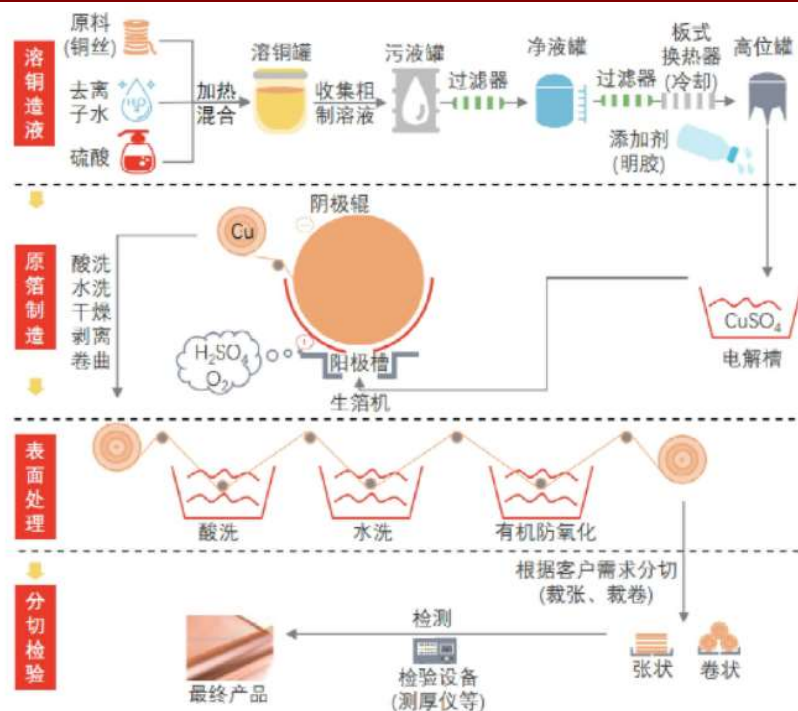 溶铜造液
原料
(铜丝)
去离
子水
硫酸
加热
混合
溶铜罐
收集粗
制溶液
污液罐
过滤器
净液罐
过滤器
板式
换热器
(冷却)
高位罐
添加剂
(明胶)
原箔制造
酸洗
水洗
干燥
剥离
卷曲
Cu
阴极辊
H₂SO₄
O₂
阳极槽
生箔机
CuSO₄
电解槽
表面处理
酸洗
水洗
有机防氧化
分切检验
根据客户需求分切
(裁张、裁卷)
张状
卷状
检测
检验设备
(测厚仪等)
最终产品